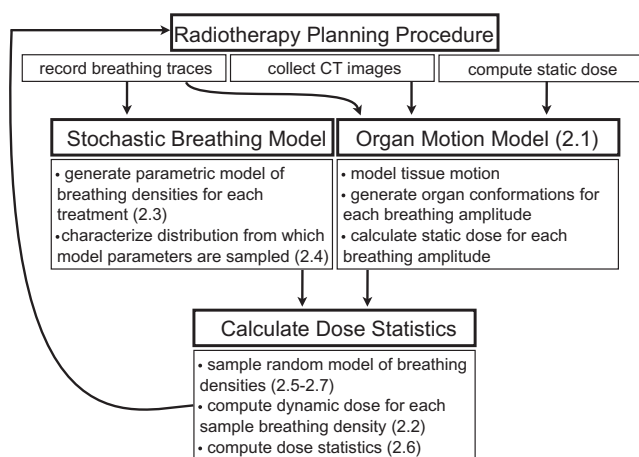 Radiotherapy Planning Procedure
record breathing traces
collect CT images
compute static dose
Stochastic Breathing Model
• generate parametric model of
breathing densities for each
treatment (2.3)
• characterize distribution from which
model parameters are sampled (2.4)
Organ Motion Model (2.1)
• model tissue motion
• generate organ conformations for
each breathing amplitude
• calculate static dose for each
breathing amplitude
Calculate Dose Statistics
• sample random model of breathing
densities (2.5-2.7)
• compute dynamic dose for each
sample breathing density (2.2)
• compute dose statistics (2.6)